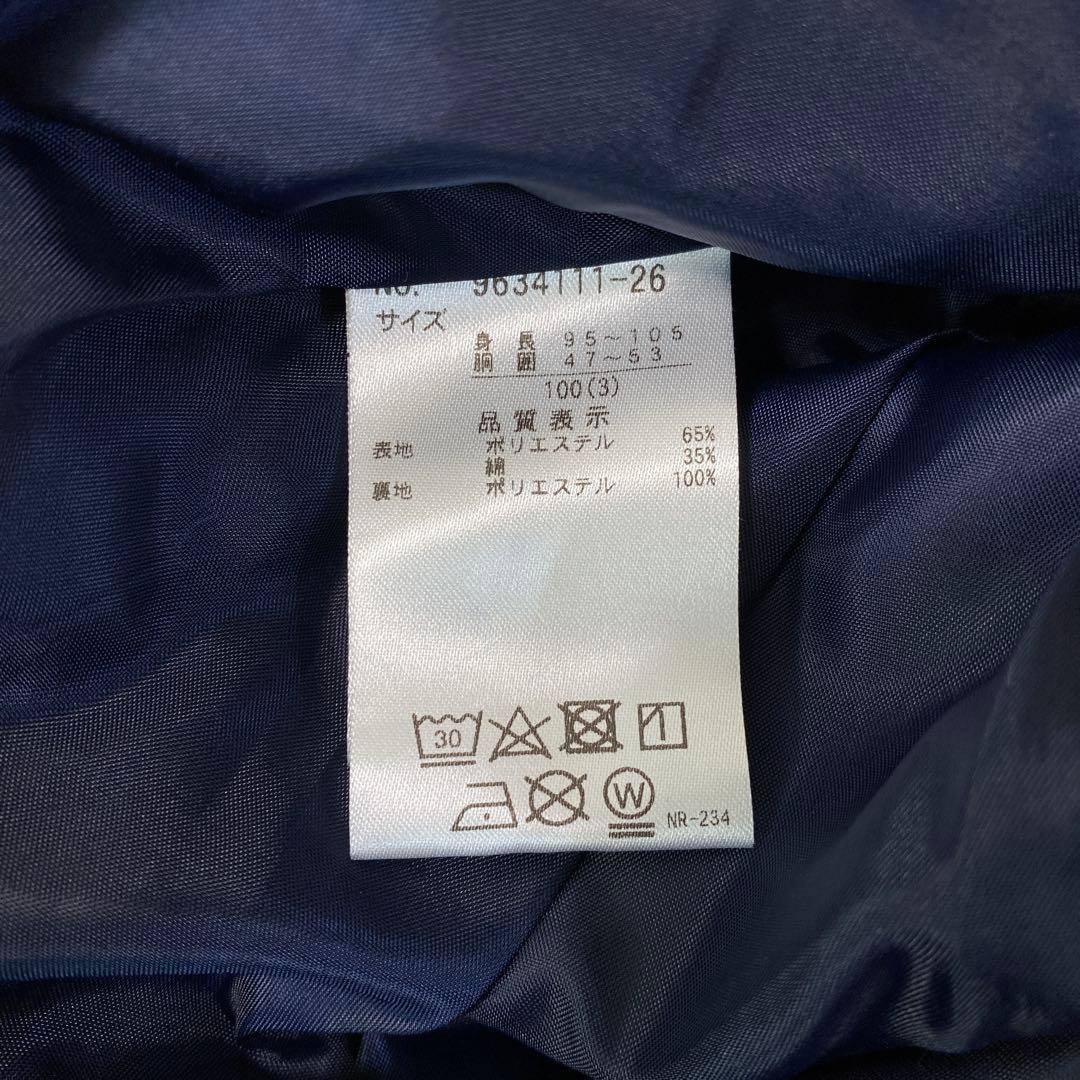 NO. 9634111-26
サイズ
身長 95~105
胴囲 47~53
100(3)
品質表示
表地 ポリエステル 65%
綿 35%
裏地 ポリエステル 100%
30
1
W
NR-234